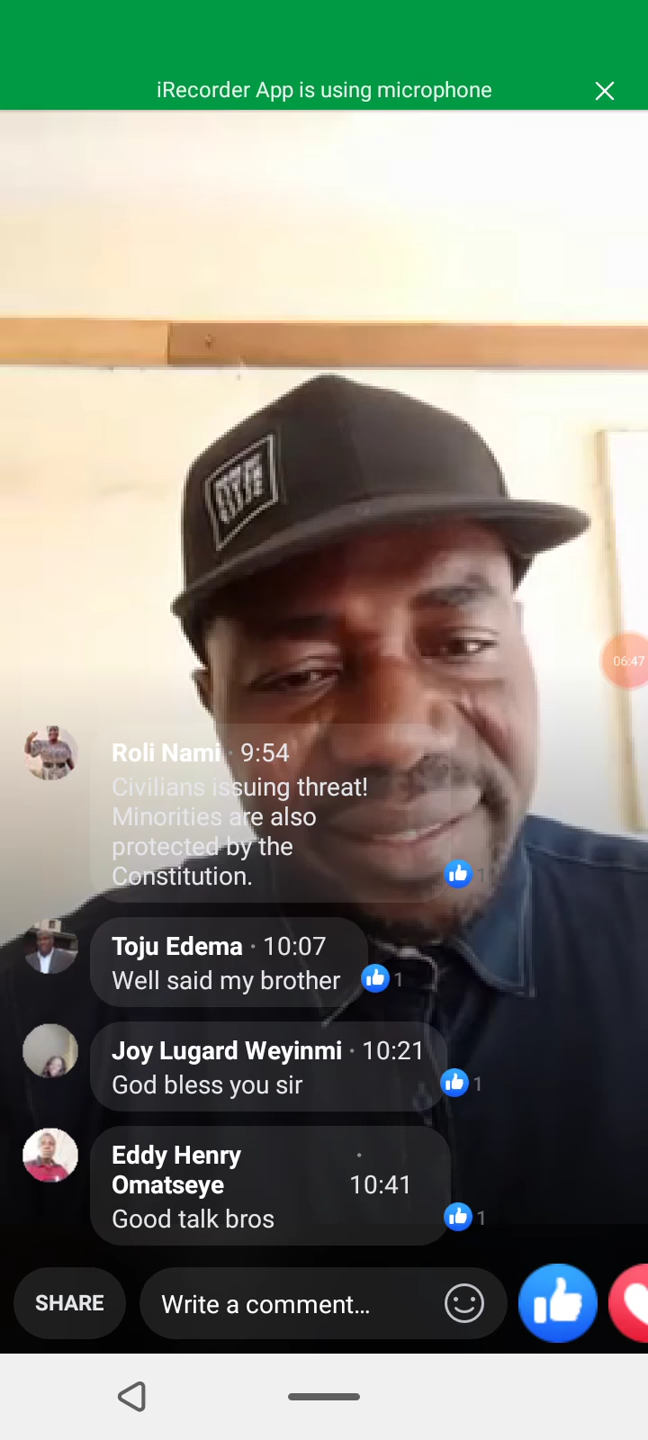 iRecorder App is using microphone
06:47
Roli Nami · 9:54
Civilians issuing threat!
Minorities are also
protected by the
Constitution.
1
Toju Edema · 10:07
Well said my brother
1
Joy Lugard Weyinmi · 10:21
God bless you sir
1
Eddy Henry ·
Omatseye 10:41
Good talk bros
1
SHARE
Write a comment...